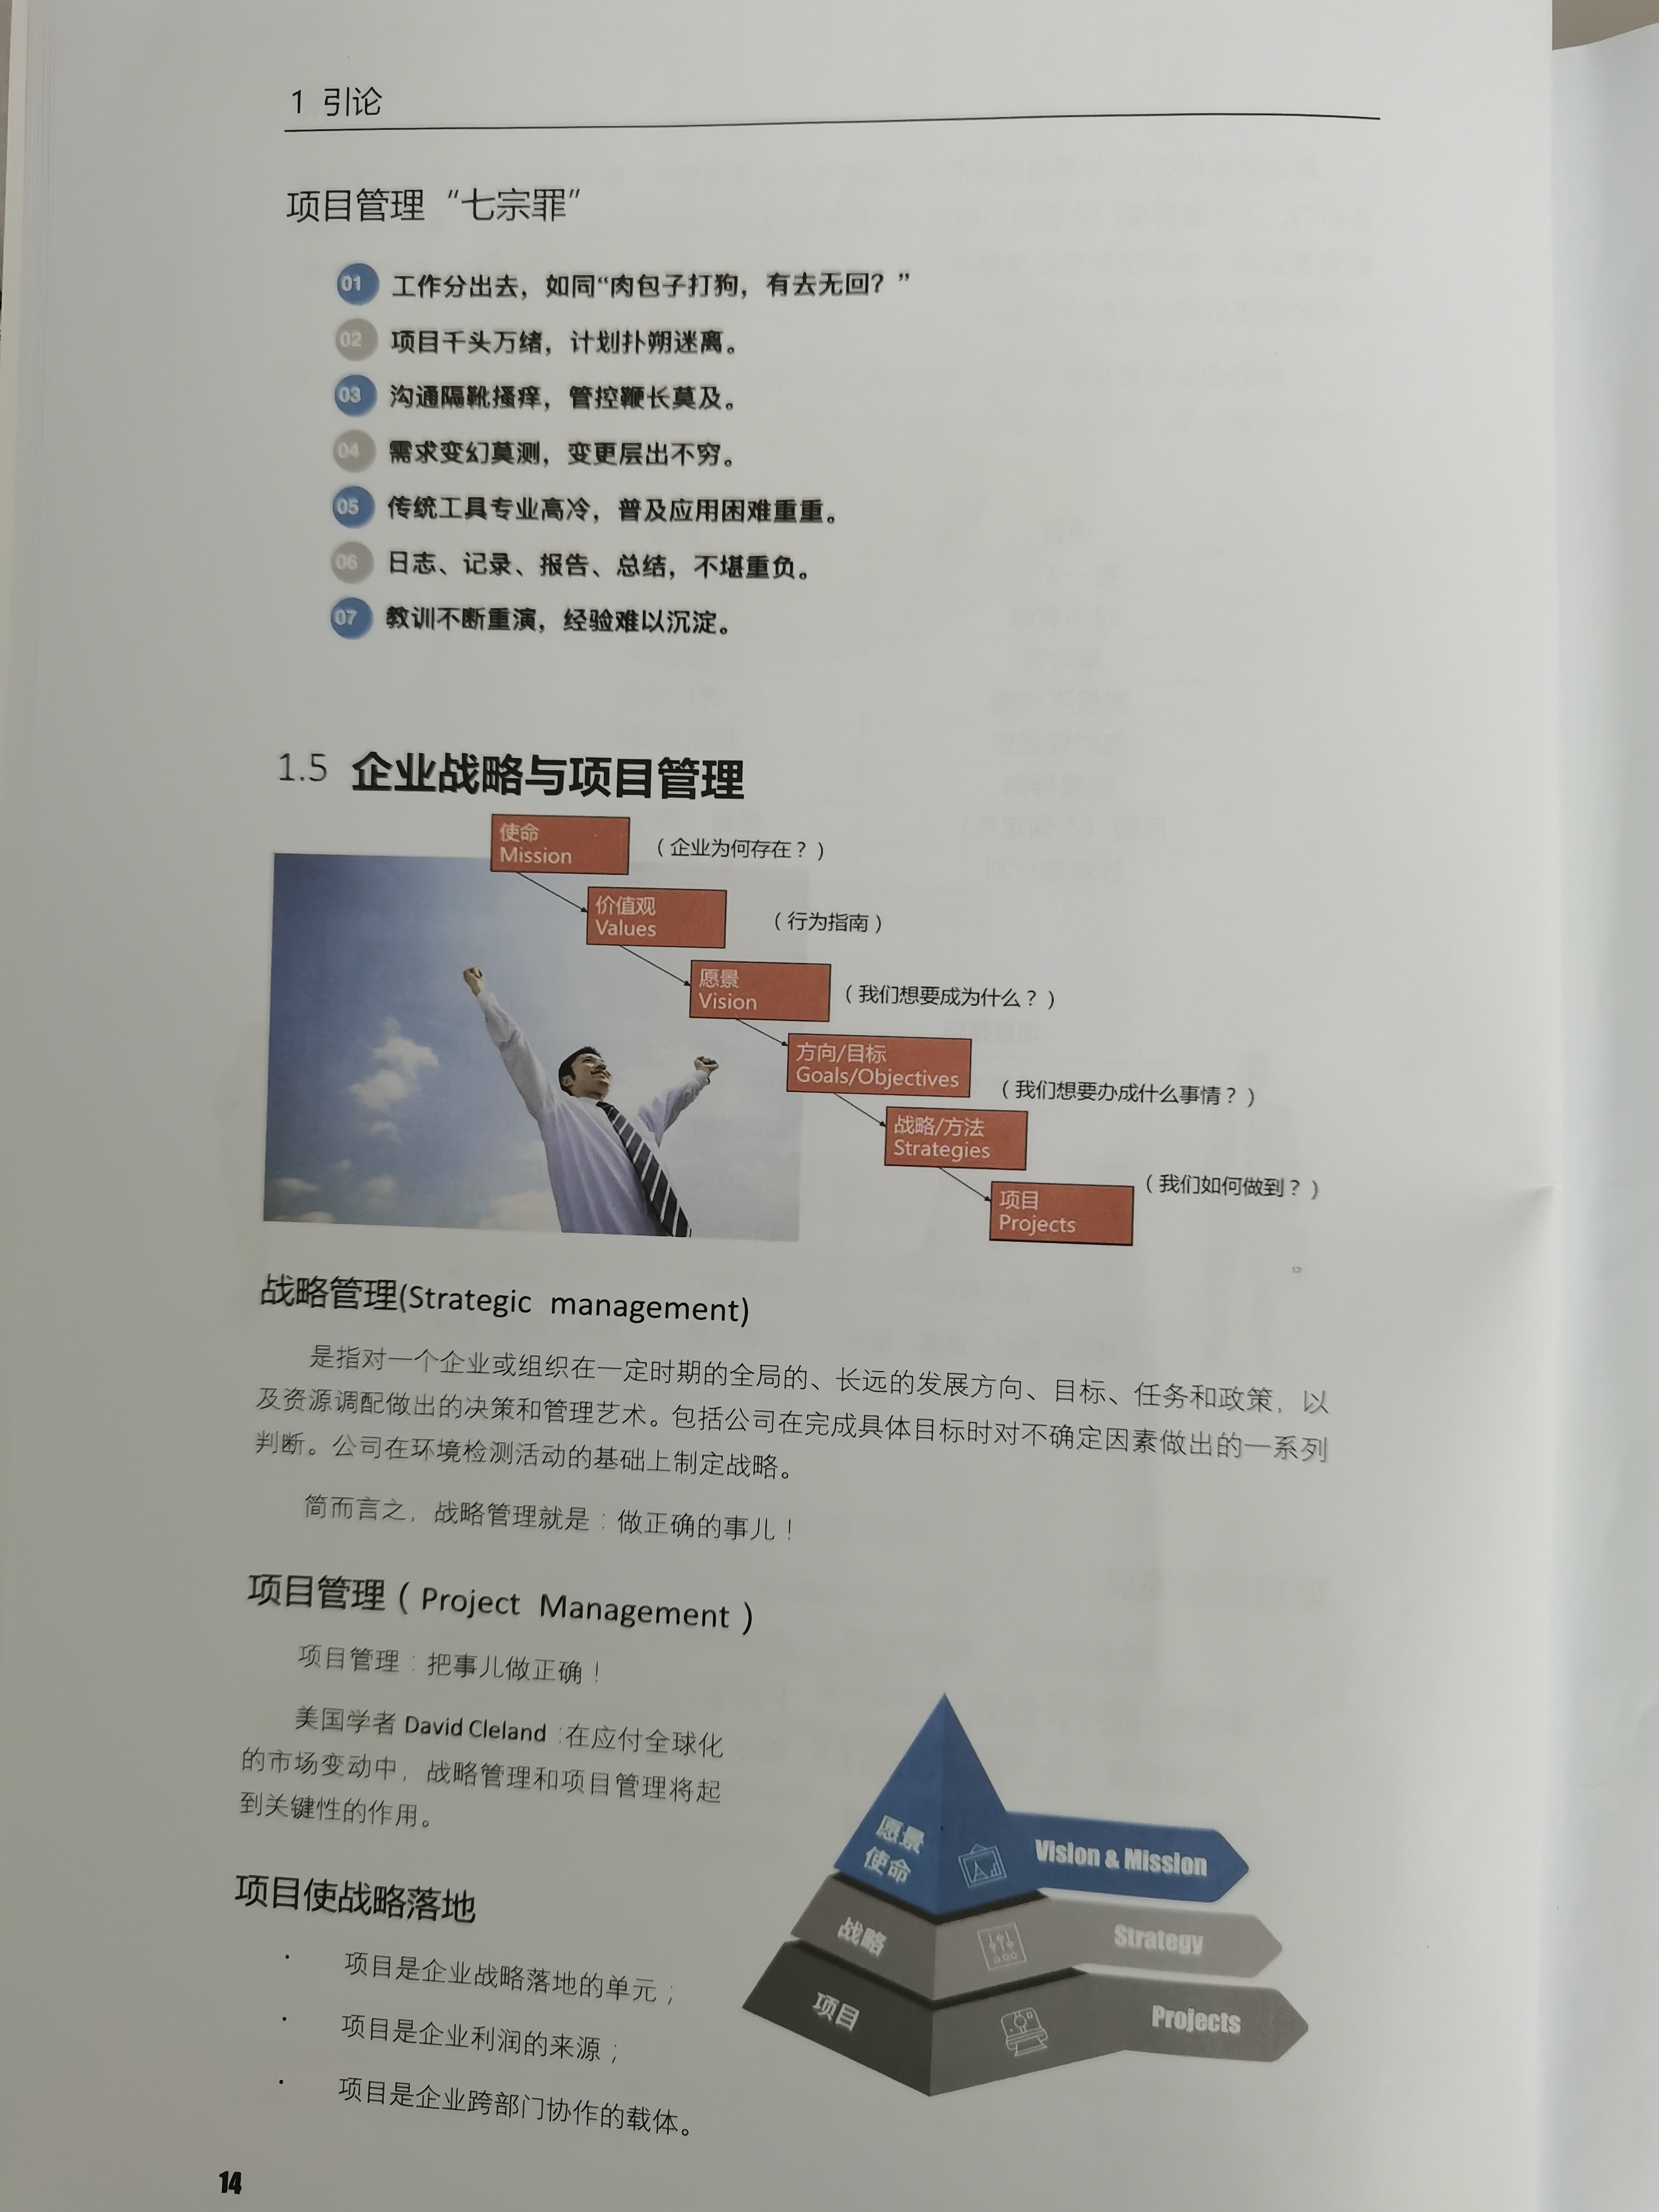 1 引论
项目管理“七宗罪”
01 工作分出去，如同“肉包子打狗，有去无回？”
02 项目千头万绪，计划扑朔迷离。
03 沟通隔靴搔痒，管控鞭长莫及。
04 需求变幻莫测，变更层出不穷。
05 传统工具专业高冷，普及应用困难重重。
06 日志、记录、报告、总结，不堪重负。
07 教训不断重演，经验难以沉淀。
1.5 企业战略与项目管理
使命
Mission
（企业为何存在？）
价值观
Values
（行为指南）
愿景
Vision
（我们想要成为什么？）
方向/目标
Goals/Objectives
（我们想要办成什么事情？）
战略/方法
Strategies
（我们如何做到？）
项目
Projects
战略管理(Strategic management)
是指对一个企业或组织在一定时期的全局的、长远的发展方向、目标、任务和政策，以
及资源调配做出的决策和管理艺术。包括公司在完成具体目标时对不确定因素做出的一系列
判断。公司在环境检测活动的基础上制定战略。
简而言之，战略管理就是：做正确的事儿！
项目管理（Project Management）
项目管理：把事儿做正确！
美国学者 David Cleland :在应付全球化
的市场变动中，战略管理和项目管理将起
到关键性的作用。
项目使战略落地
· 项目是企业战略落地的单元；
· 项目是企业利润的来源；
· 项目是企业跨部门协作的载体。
愿景
使命
Vision & Mission
战略
Strategy
项目
Projects
14